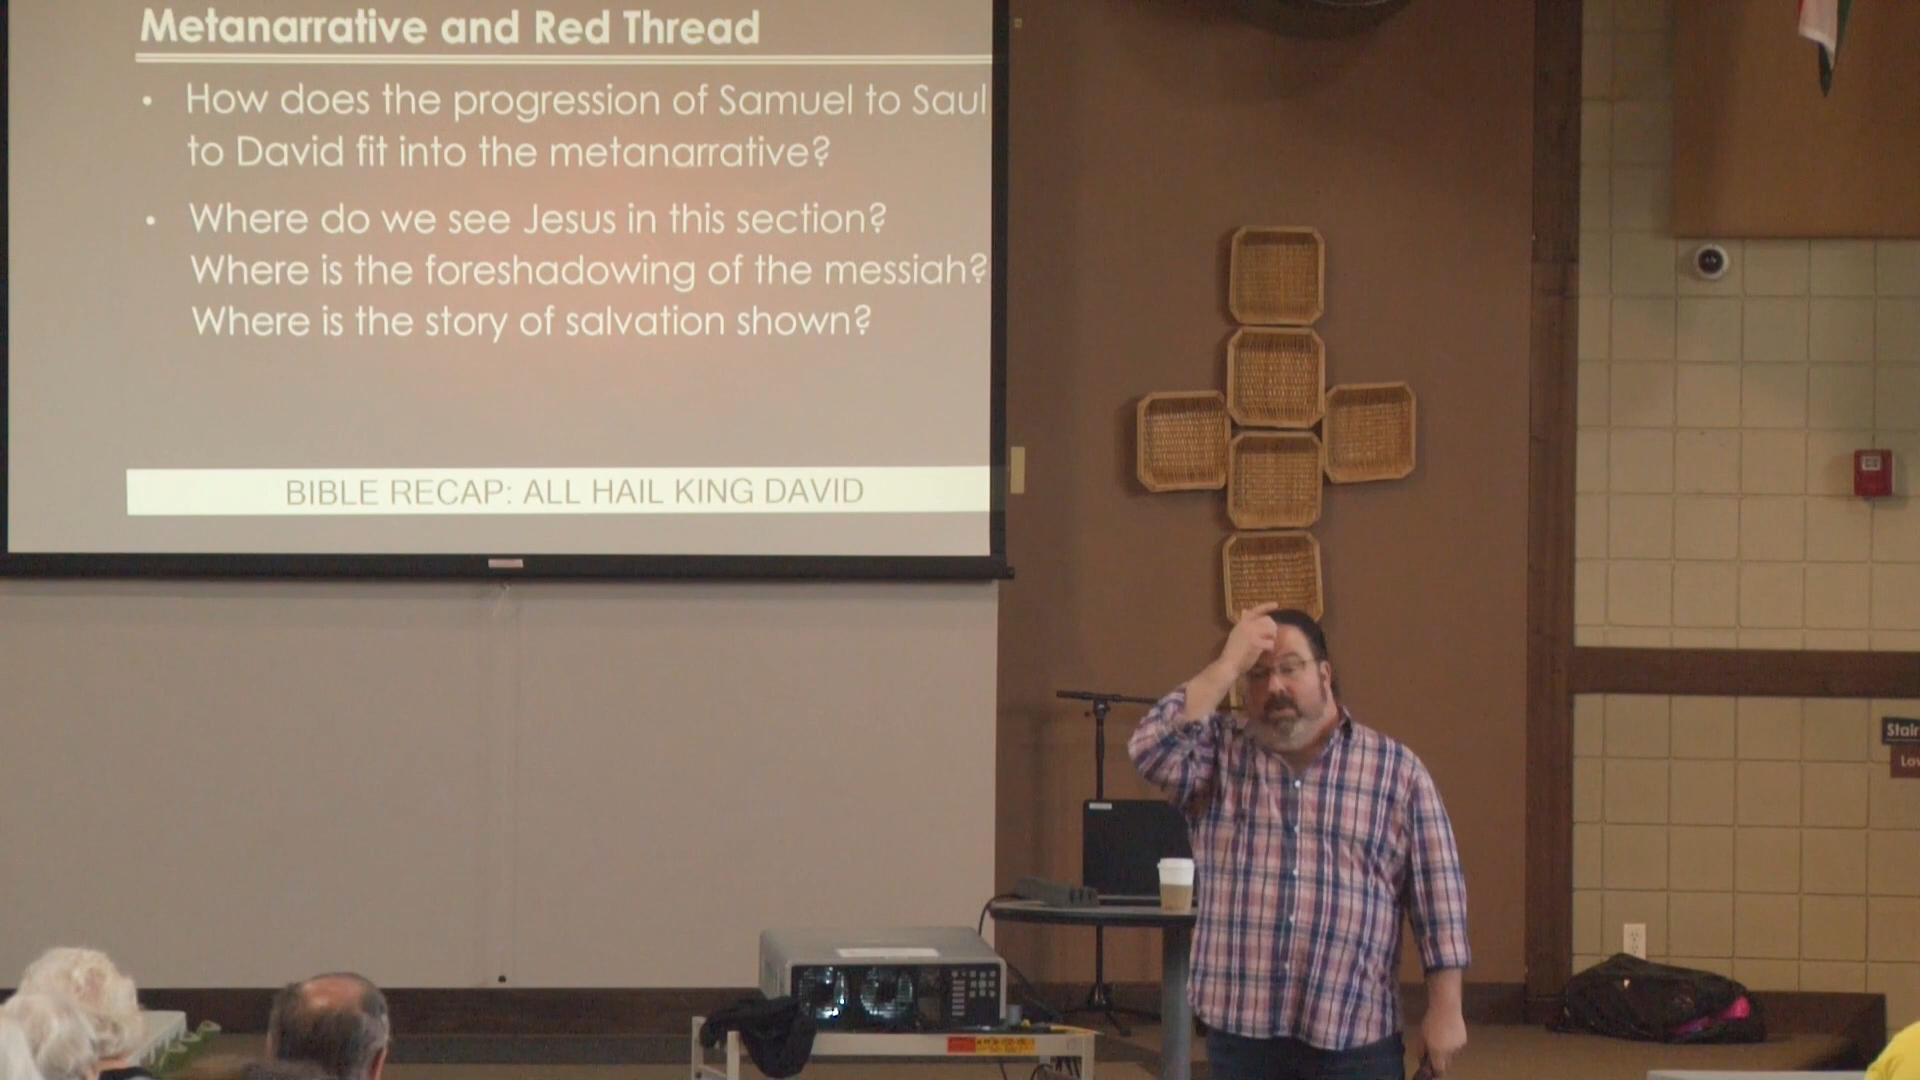 Metanarrative and Red Thread
• How does the progression of Samuel to Saul
to David fit into the metanarrative?
• Where do we see Jesus in this section?
Where is the foreshadowing of the messiah?
Where is the story of salvation shown?
BIBLE RECAP: ALL HAIL KING DAVID
Stair
Lov